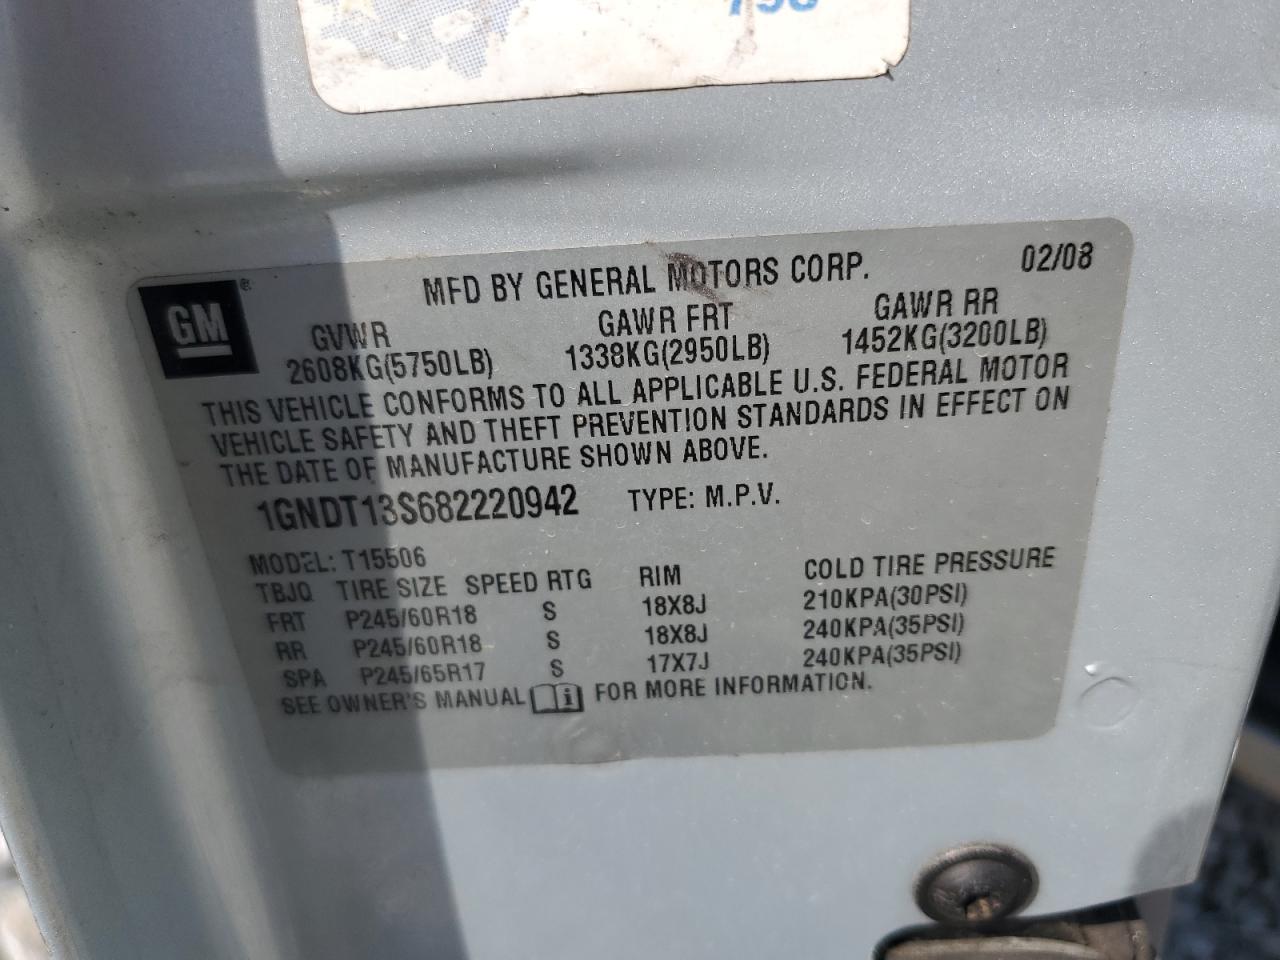 GM ®
MFD BY GENERAL MOTORS CORP. 02/08
GVWR GAWR FRT GAWR RR
2608KG(5750LB) 1338KG(2950LB) 1452KG(3200LB)
THIS VEHICLE CONFORMS TO ALL APPLICABLE U.S. FEDERAL MOTOR
VEHICLE SAFETY AND THEFT PREVENTION STANDARDS IN EFFECT ON
THE DATE OF MANUFACTURE SHOWN ABOVE.
1GNDT13S682220942 TYPE: M.P.V.
MODEL: T15506
TBJQ TIRE SIZE SPEED RTG RIM COLD TIRE PRESSURE
FRT P245/60R18 S 18X8J 210KPA(30PSI)
RR P245/60R18 S 18X8J 240KPA(35PSI)
SPA P245/65R17 S 17X7J 240KPA(35PSI)
SEE OWNER'S MANUAL i FOR MORE INFORMATION.